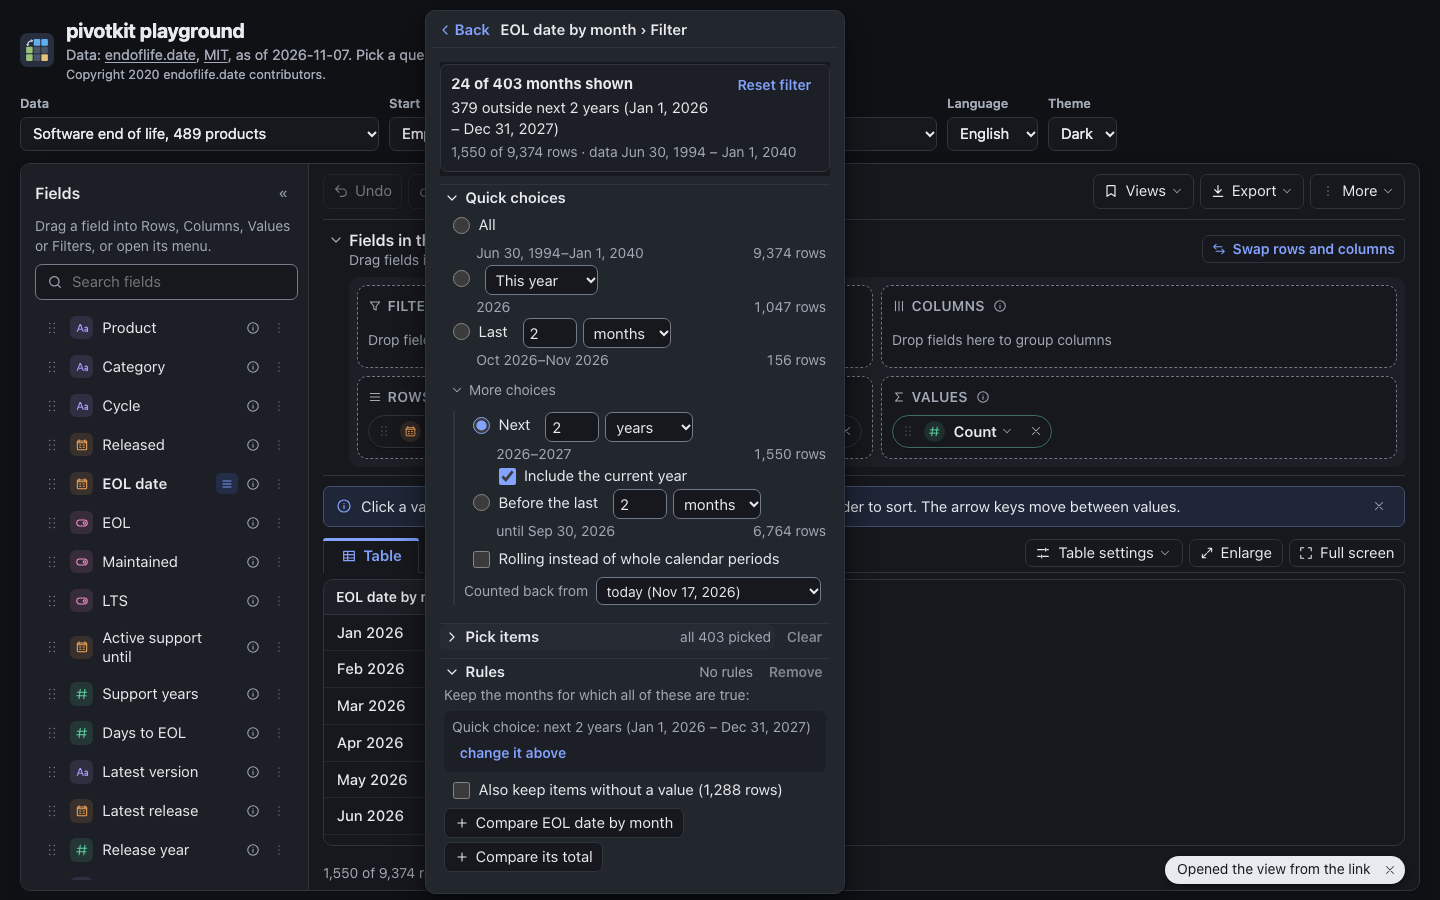 pivotkit playground
Data: endoflife.date, MIT, as of 2026-11-07. Pick a que
Copyright 2020 endoflife.date contributors.
Data
Start
Language
Theme
Software end of life, 489 products
Emp
English
Dark
Fields
«
Drag a field into Rows, Columns, Values
or Filters, or open its menu.
Search fields
Aa Product
Aa Category
Aa Cycle
Released
EOL date
EOL
Maintained
LTS
Active support
until
# Support years
# Days to EOL
Aa Latest version
Latest release
# Release year
Undo
Views
Export
More
Fields in th
Drag fields i
Swap rows and columns
FILTE
Drop fiel
COLUMNS
Drop fields here to group columns
ROWS
Σ VALUES
# Count ×
Click a va
der to sort. The arrow keys move between values.
Table
Table settings
Enlarge
Full screen
EOL date by m
Jan 2026
Feb 2026
Mar 2026
Apr 2026
May 2026
Jun 2026
1,550 of 9,374 r
Opened the view from the link ×
Back EOL date by month › Filter
24 of 403 months shown
Reset filter
379 outside next 2 years (Jan 1, 2026
– Dec 31, 2027)
1,550 of 9,374 rows · data Jun 30, 1994 – Jan 1, 2040
Quick choices
All
Jun 30, 1994–Jan 1, 2040 9,374 rows
This year
2026 1,047 rows
Last 2 months
Oct 2026–Nov 2026 156 rows
More choices
Next 2 years
2026–2027 1,550 rows
Include the current year
Before the last 2 months
until Sep 30, 2026 6,764 rows
Rolling instead of whole calendar periods
Counted back from today (Nov 17, 2026)
Pick items all 403 picked Clear
Rules No rules Remove
Keep the months for which all of these are true:
Quick choice: next 2 years (Jan 1, 2026 – Dec 31, 2027)
change it above
Also keep items without a value (1,288 rows)
+ Compare EOL date by month
+ Compare its total